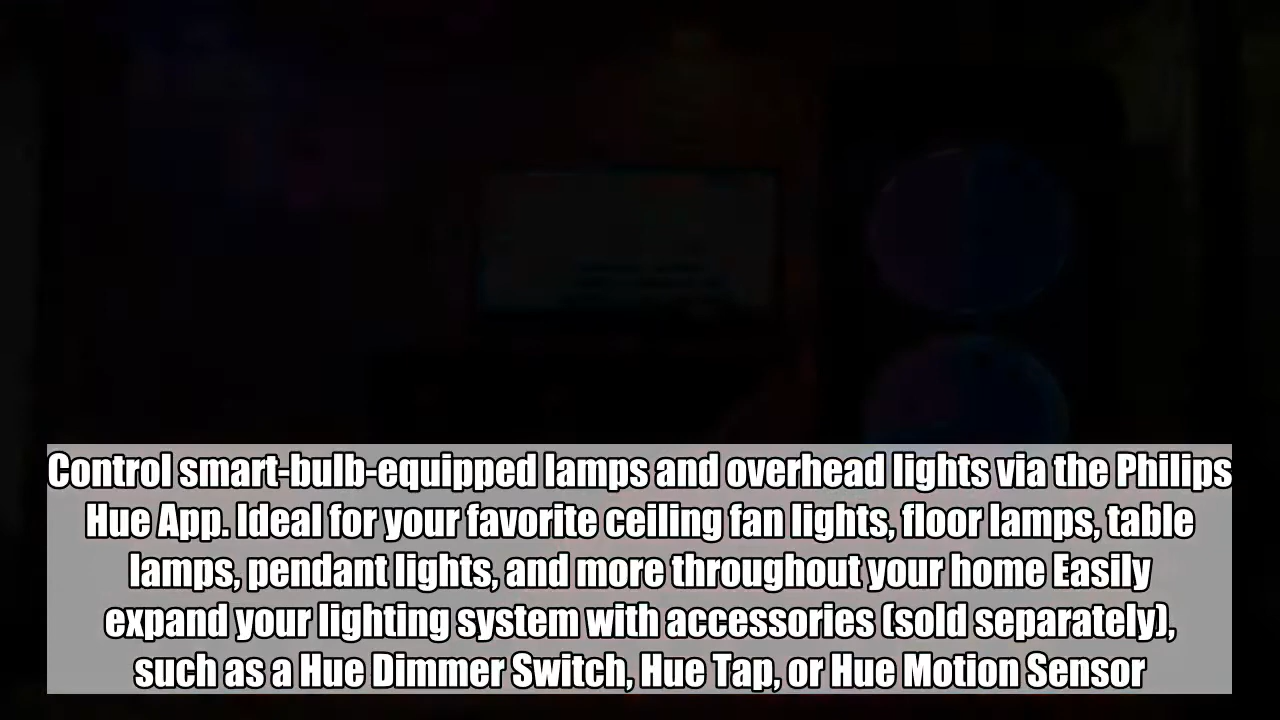 Control smart-bulb-equipped lamps and overhead lights via the Philips
Hue App. Ideal for your favorite ceiling fan lights, floor lamps, table
lamps, pendant lights, and more throughout your home Easily
expand your lighting system with accessories (sold separately),
such as a Hue Dimmer Switch, Hue Tap, or Hue Motion Sensor